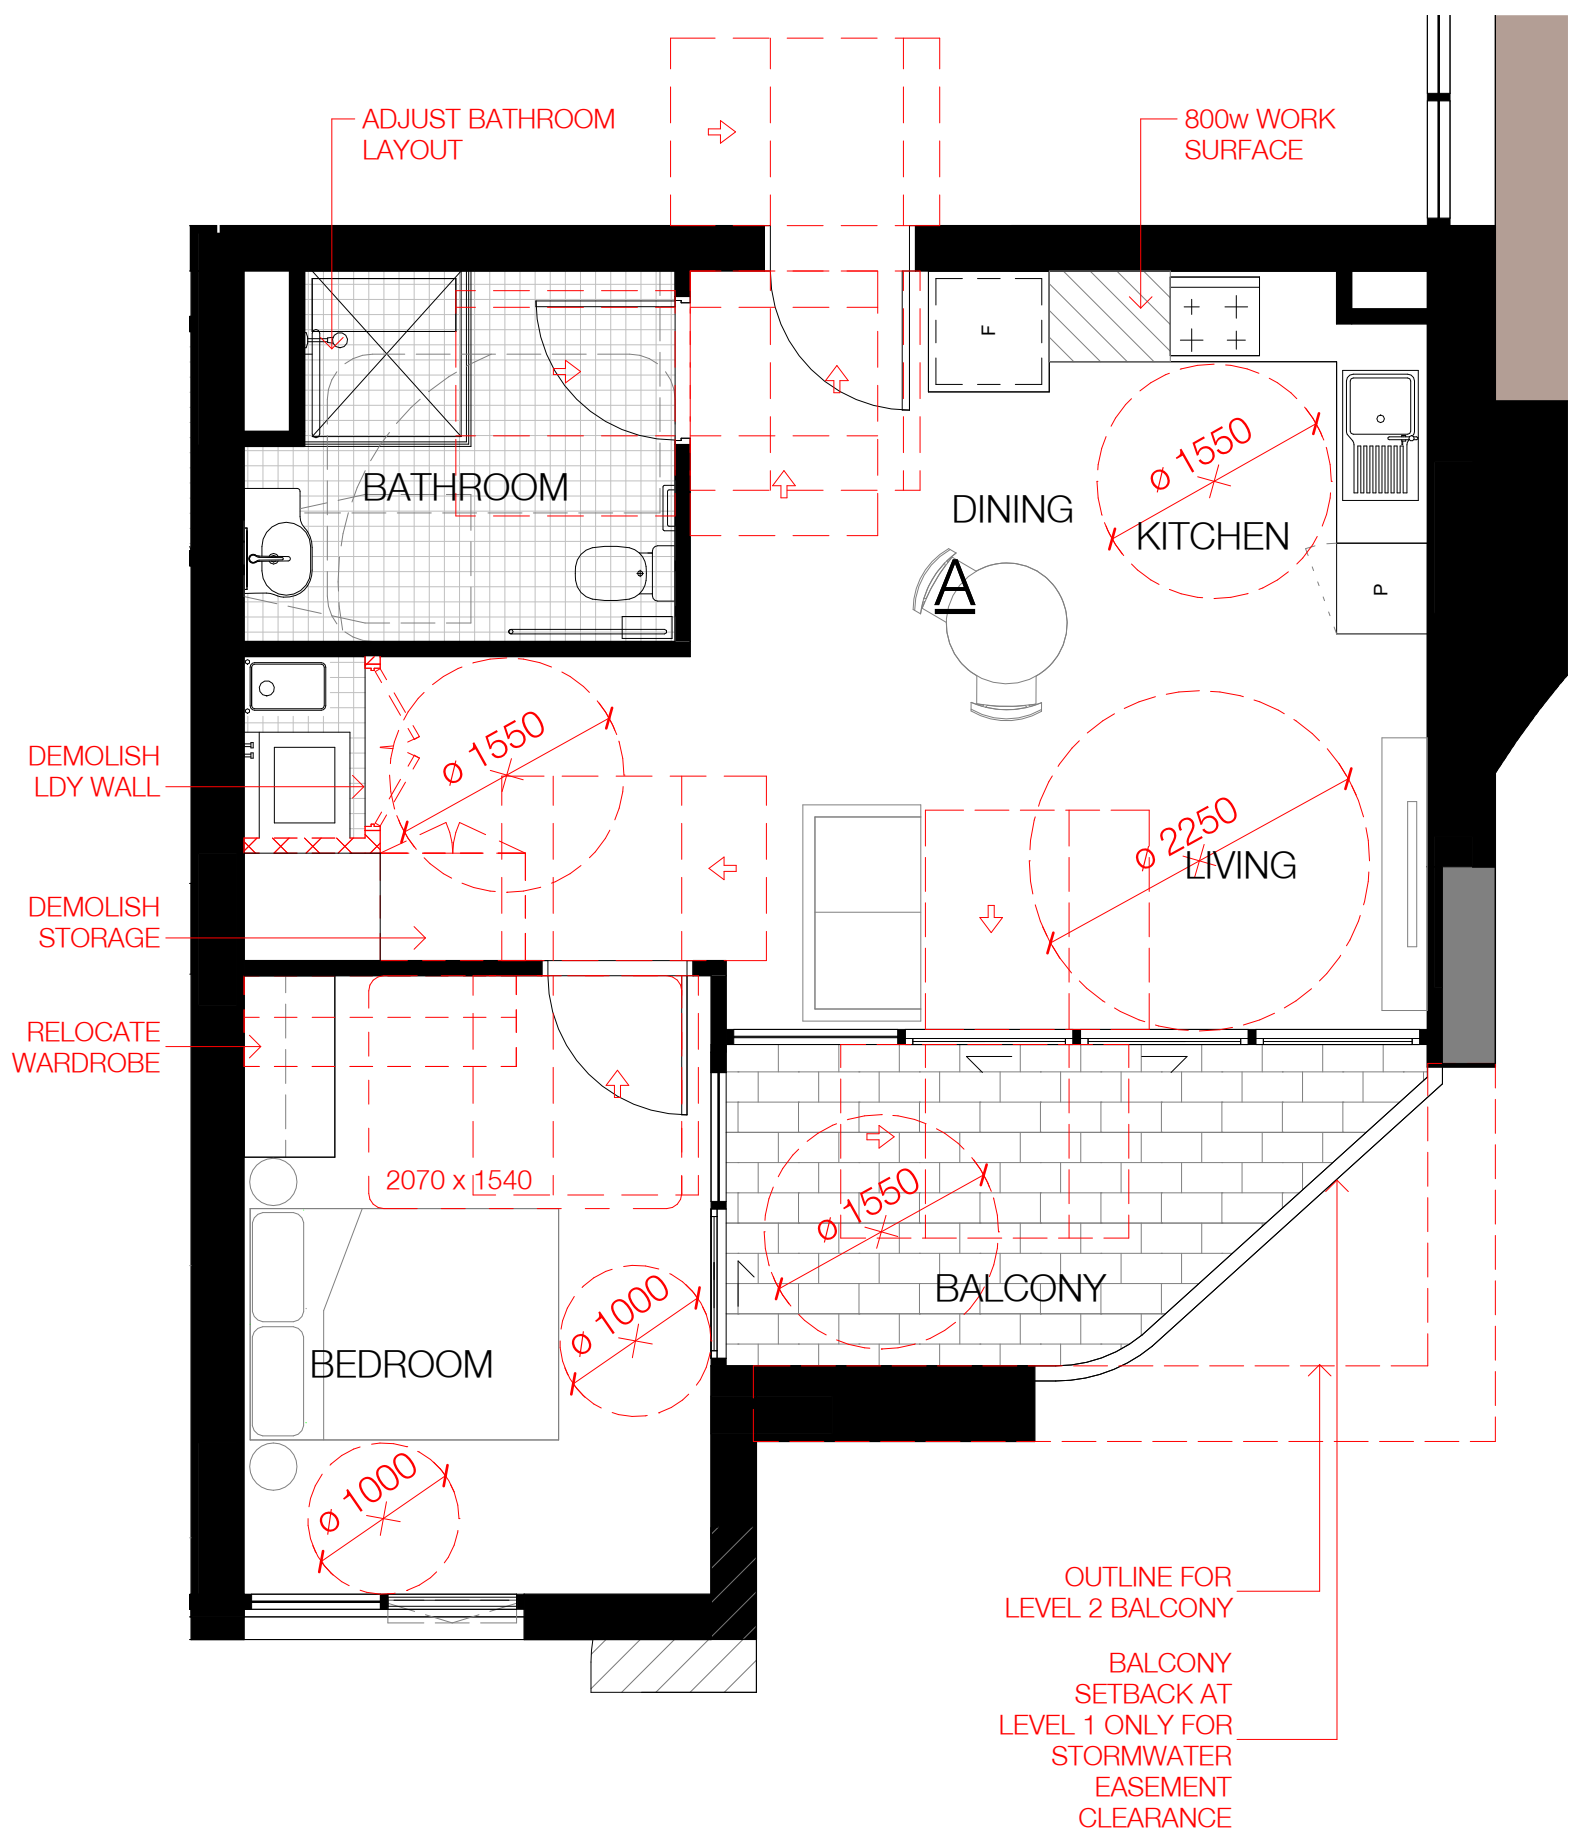 ADJUST BATHROOM
LAYOUT
800w WORK
SURFACE
F
ø 1550
BATHROOM
DINING
KITCHEN
A
P
ø 1550
DEMOLISH
LDY WALL
ø 2250
LIVING
DEMOLISH
STORAGE
RELOCATE
WARDROBE
2070 x 1540
ø 1550
BALCONY
ø 1000
BEDROOM
ø 1000
OUTLINE FOR
LEVEL 2 BALCONY
BALCONY
SETBACK AT
LEVEL 1 ONLY FOR
STORMWATER
EASEMENT
CLEARANCE